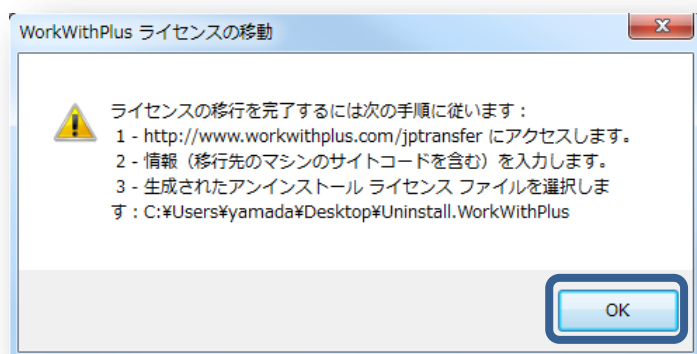 WorkWithPlus ライセンスの移動
ライセンスの移行を完了するには次の手順に従います：
1 - http://www.workwithplus.com/jptransfer にアクセスします。
2 - 情報（移行先のマシンのサイトコードを含む）を入力します。
3 - 生成されたアンインストール ライセンス ファイルを選択しま
す：C:¥Users¥yamada¥Desktop¥Uninstall.WorkWithPlus
OK